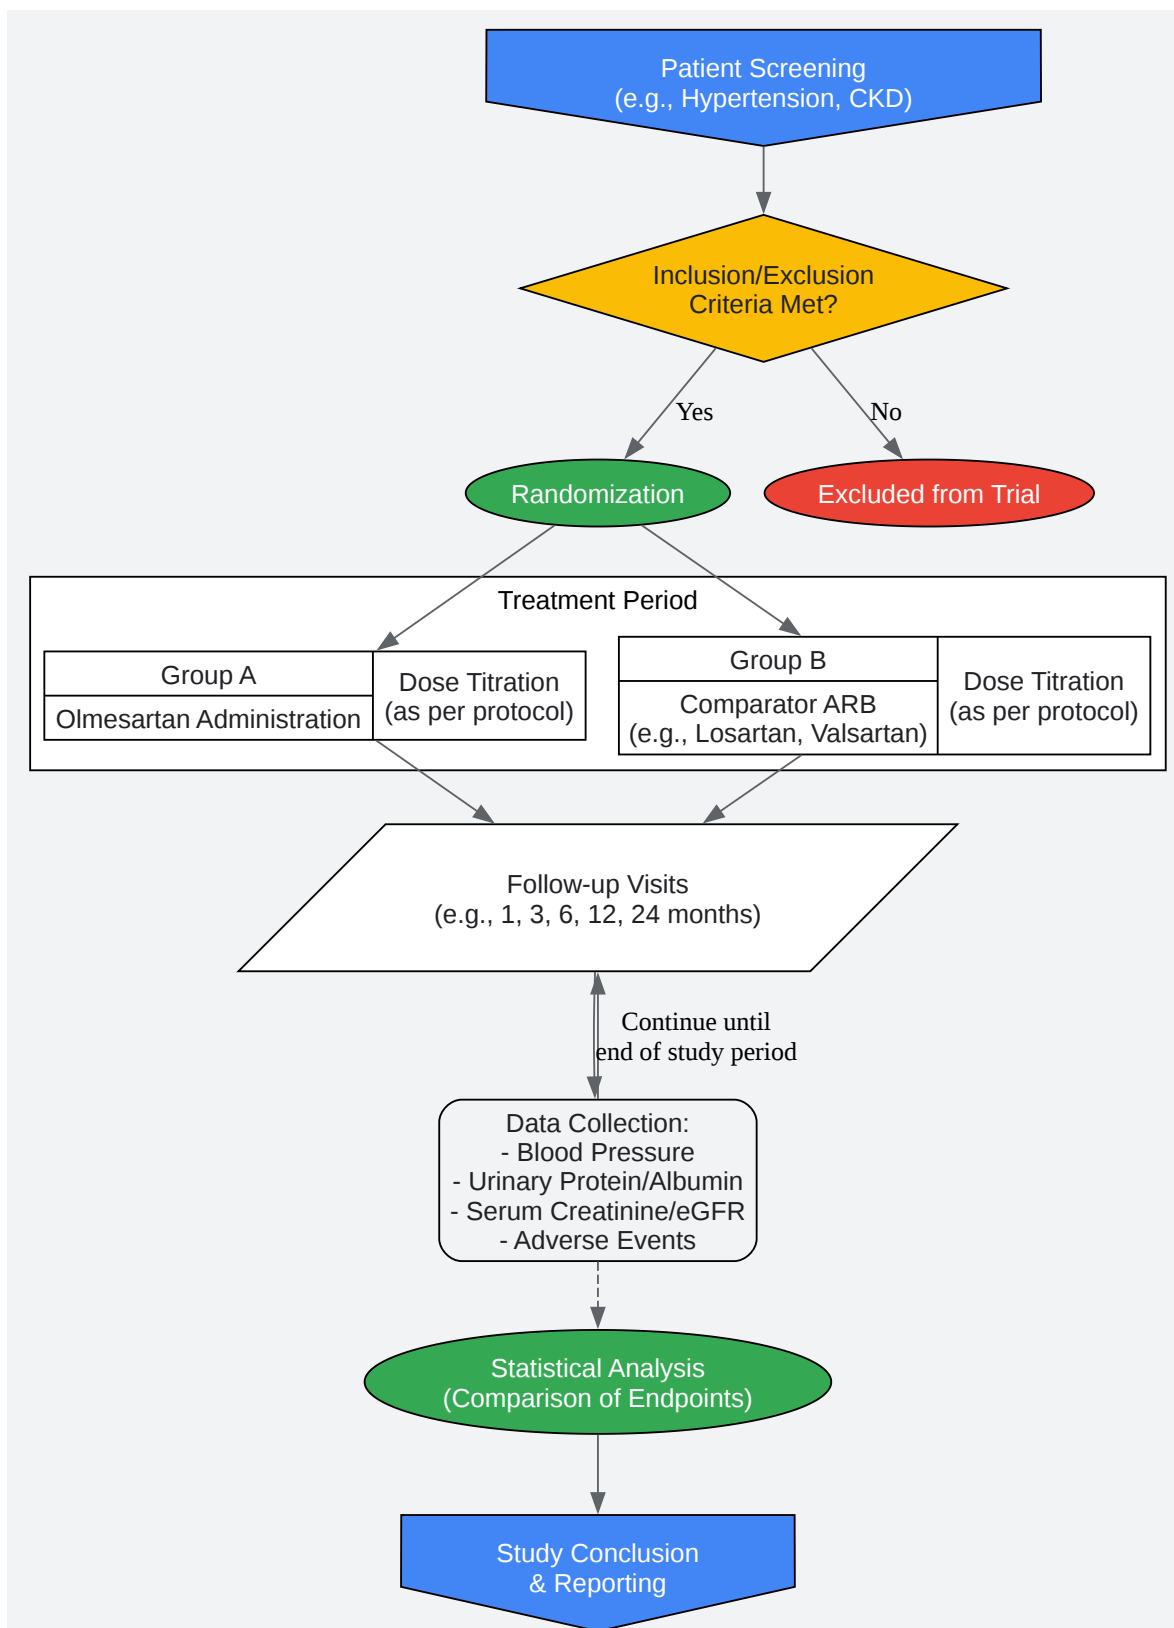 Patient Screening
(e.g., Hypertension, CKD)
Inclusion/Exclusion
Criteria Met?
Yes
No
Randomization
Excluded from Trial
Treatment Period
Group A
Olmesartan Administration
Dose Titration
(as per protocol)
Group B
Comparator ARB
(e.g., Losartan, Valsartan)
Dose Titration
(as per protocol)
Follow-up Visits
(e.g., 1, 3, 6, 12, 24 months)
Continue until
end of study period
Data Collection:
- Blood Pressure
- Urinary Protein/Albumin
- Serum Creatinine/eGFR
- Adverse Events
Statistical Analysis
(Comparison of Endpoints)
Study Conclusion
& Reporting